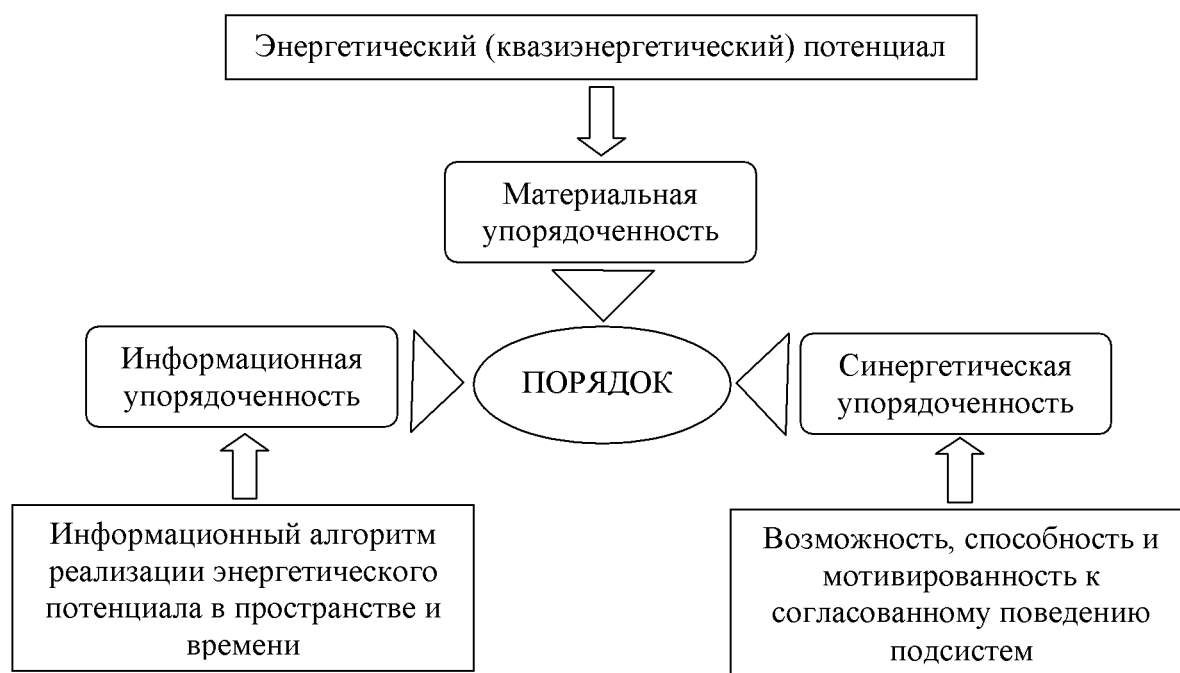 Энергетический (квазиэнергетический) потенциал
Материальная
упорядоченность
Информационная
упорядоченность
ПОРЯДОК
Синергетическая
упорядоченность
Информационный алгоритм
реализации энергетического
потенциала в пространстве и
времени
Возможность, способность и
мотивированность к
согласованному поведению
подсистем